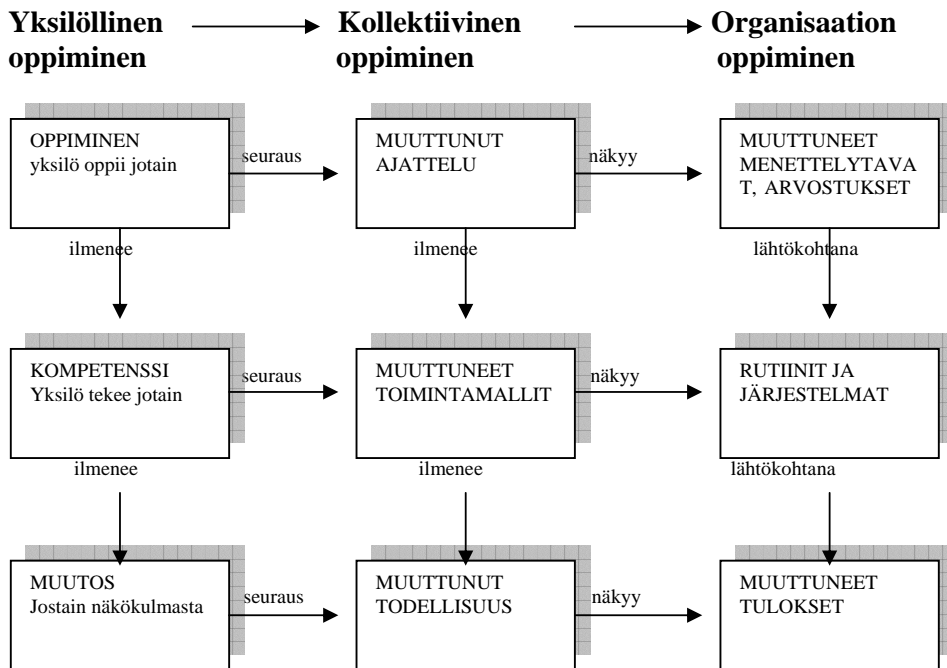 Yksilöllinen
oppiminen
Kollektiivinen
oppiminen
Organisaation
oppiminen
OPPIMINEN
yksilö oppii jotain
seuraus
MUUTTUNUT
AJATTELU
näkyy
MUUTTUNEET
MENETTELYTAVA
T, ARVOSTUKSET
ilmenee
ilmenee
lähtökohtana
KOMPETENSSI
Yksilö tekee jotain
seuraus
MUUTTUNEET
TOIMINTAMALLIT
näkyy
RUTIINIT JA
JÄRJESTELMAT
ilmenee
ilmenee
lähtökohtana
MUUTOS
Jostain näkökulmasta
seuraus
MUUTTUNUT
TODELLISUUS
näkyy
MUUTTUNEET
TULOKSET